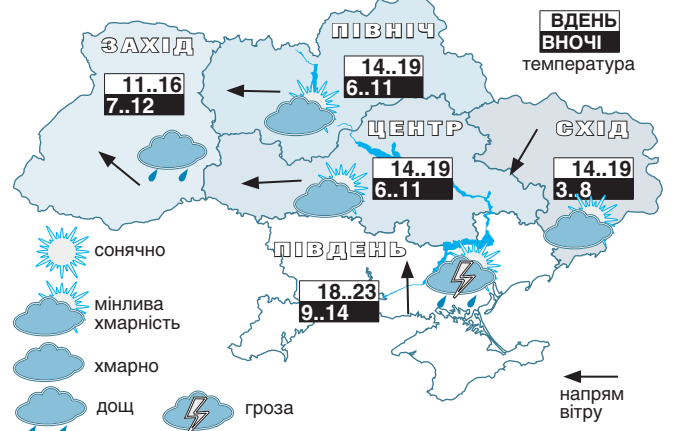 ЗАХІД
11..16
7..12
ПІВНІЧ
14..19
6..11
ВДЕНЬ
ВНОЧІ
температура
ЦЕНТР
14..19
6..11
СХІД
14..19
3..8
ПІВДЕНЬ
18..23
9..14
сонячно
мінлива
хмарність
хмарно
дощ
гроза
напрям
вітру